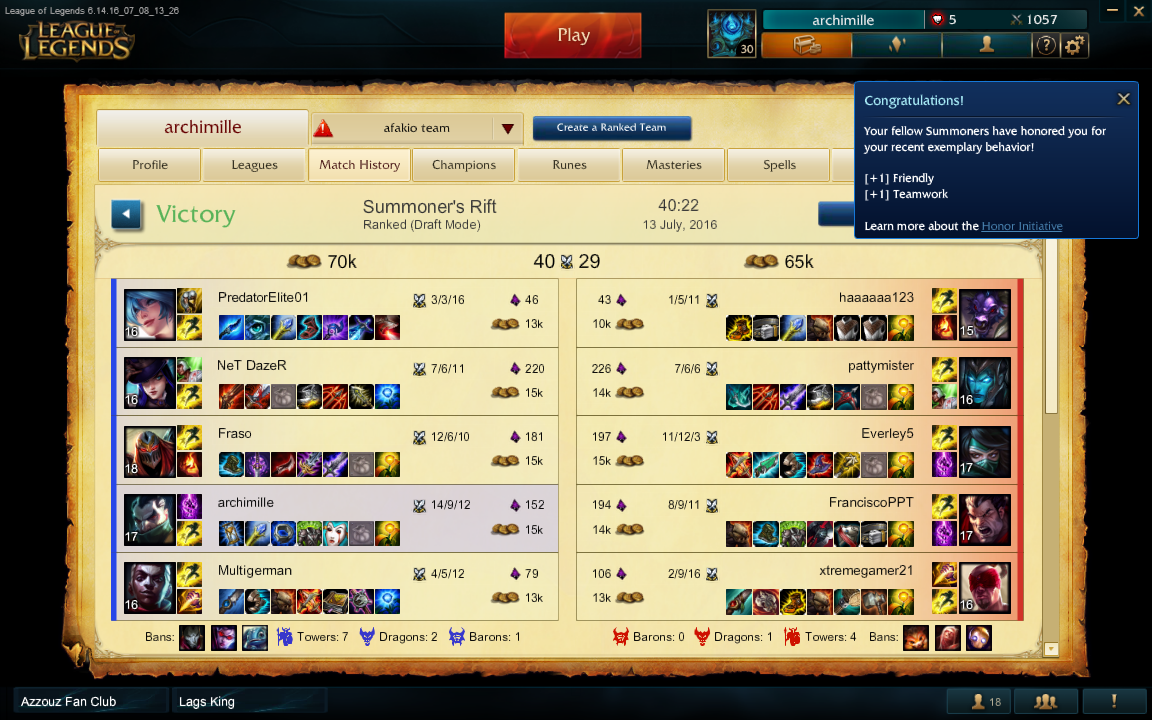 League of Legends 6.14.16_07_08_13_26
LEAGUE of LEGENDS
Play
30
archimille
5
1057
?
archimille
afakio team
Create a Ranked Team
Profile
Leagues
Match History
Champions
Runes
Masteries
Spells
Congratulations!
Your fellow Summoners have honored you for
your recent exemplary behavior!
[+1] Friendly
[+1] Teamwork
Learn more about the Honor Initiative
Victory
Summoner's Rift
Ranked (Draft Mode)
40:22
13 July, 2016
70k
40 29
65k
16 PredatorElite01 3/3/16 46 13k
43 10k 1/5/11 haaaaaa123 15
16 NeT DazeR 7/6/11 220 15k
226 14k 7/6/6 pattymister 16
18 Fraso 12/6/10 181 15k
197 15k 11/12/3 Everley5 17
17 archimille 14/9/12 152 15k
194 14k 8/9/11 FranciscoPPT 17
16 Multigerman 4/5/12 79 13k
106 13k 2/9/16 xtremegamer21 16
Bans: Towers: 7 Dragons: 2 Barons: 1
Barons: 0 Dragons: 1 Towers: 4 Bans:
Azzouz Fan Club
Lags King
18
!